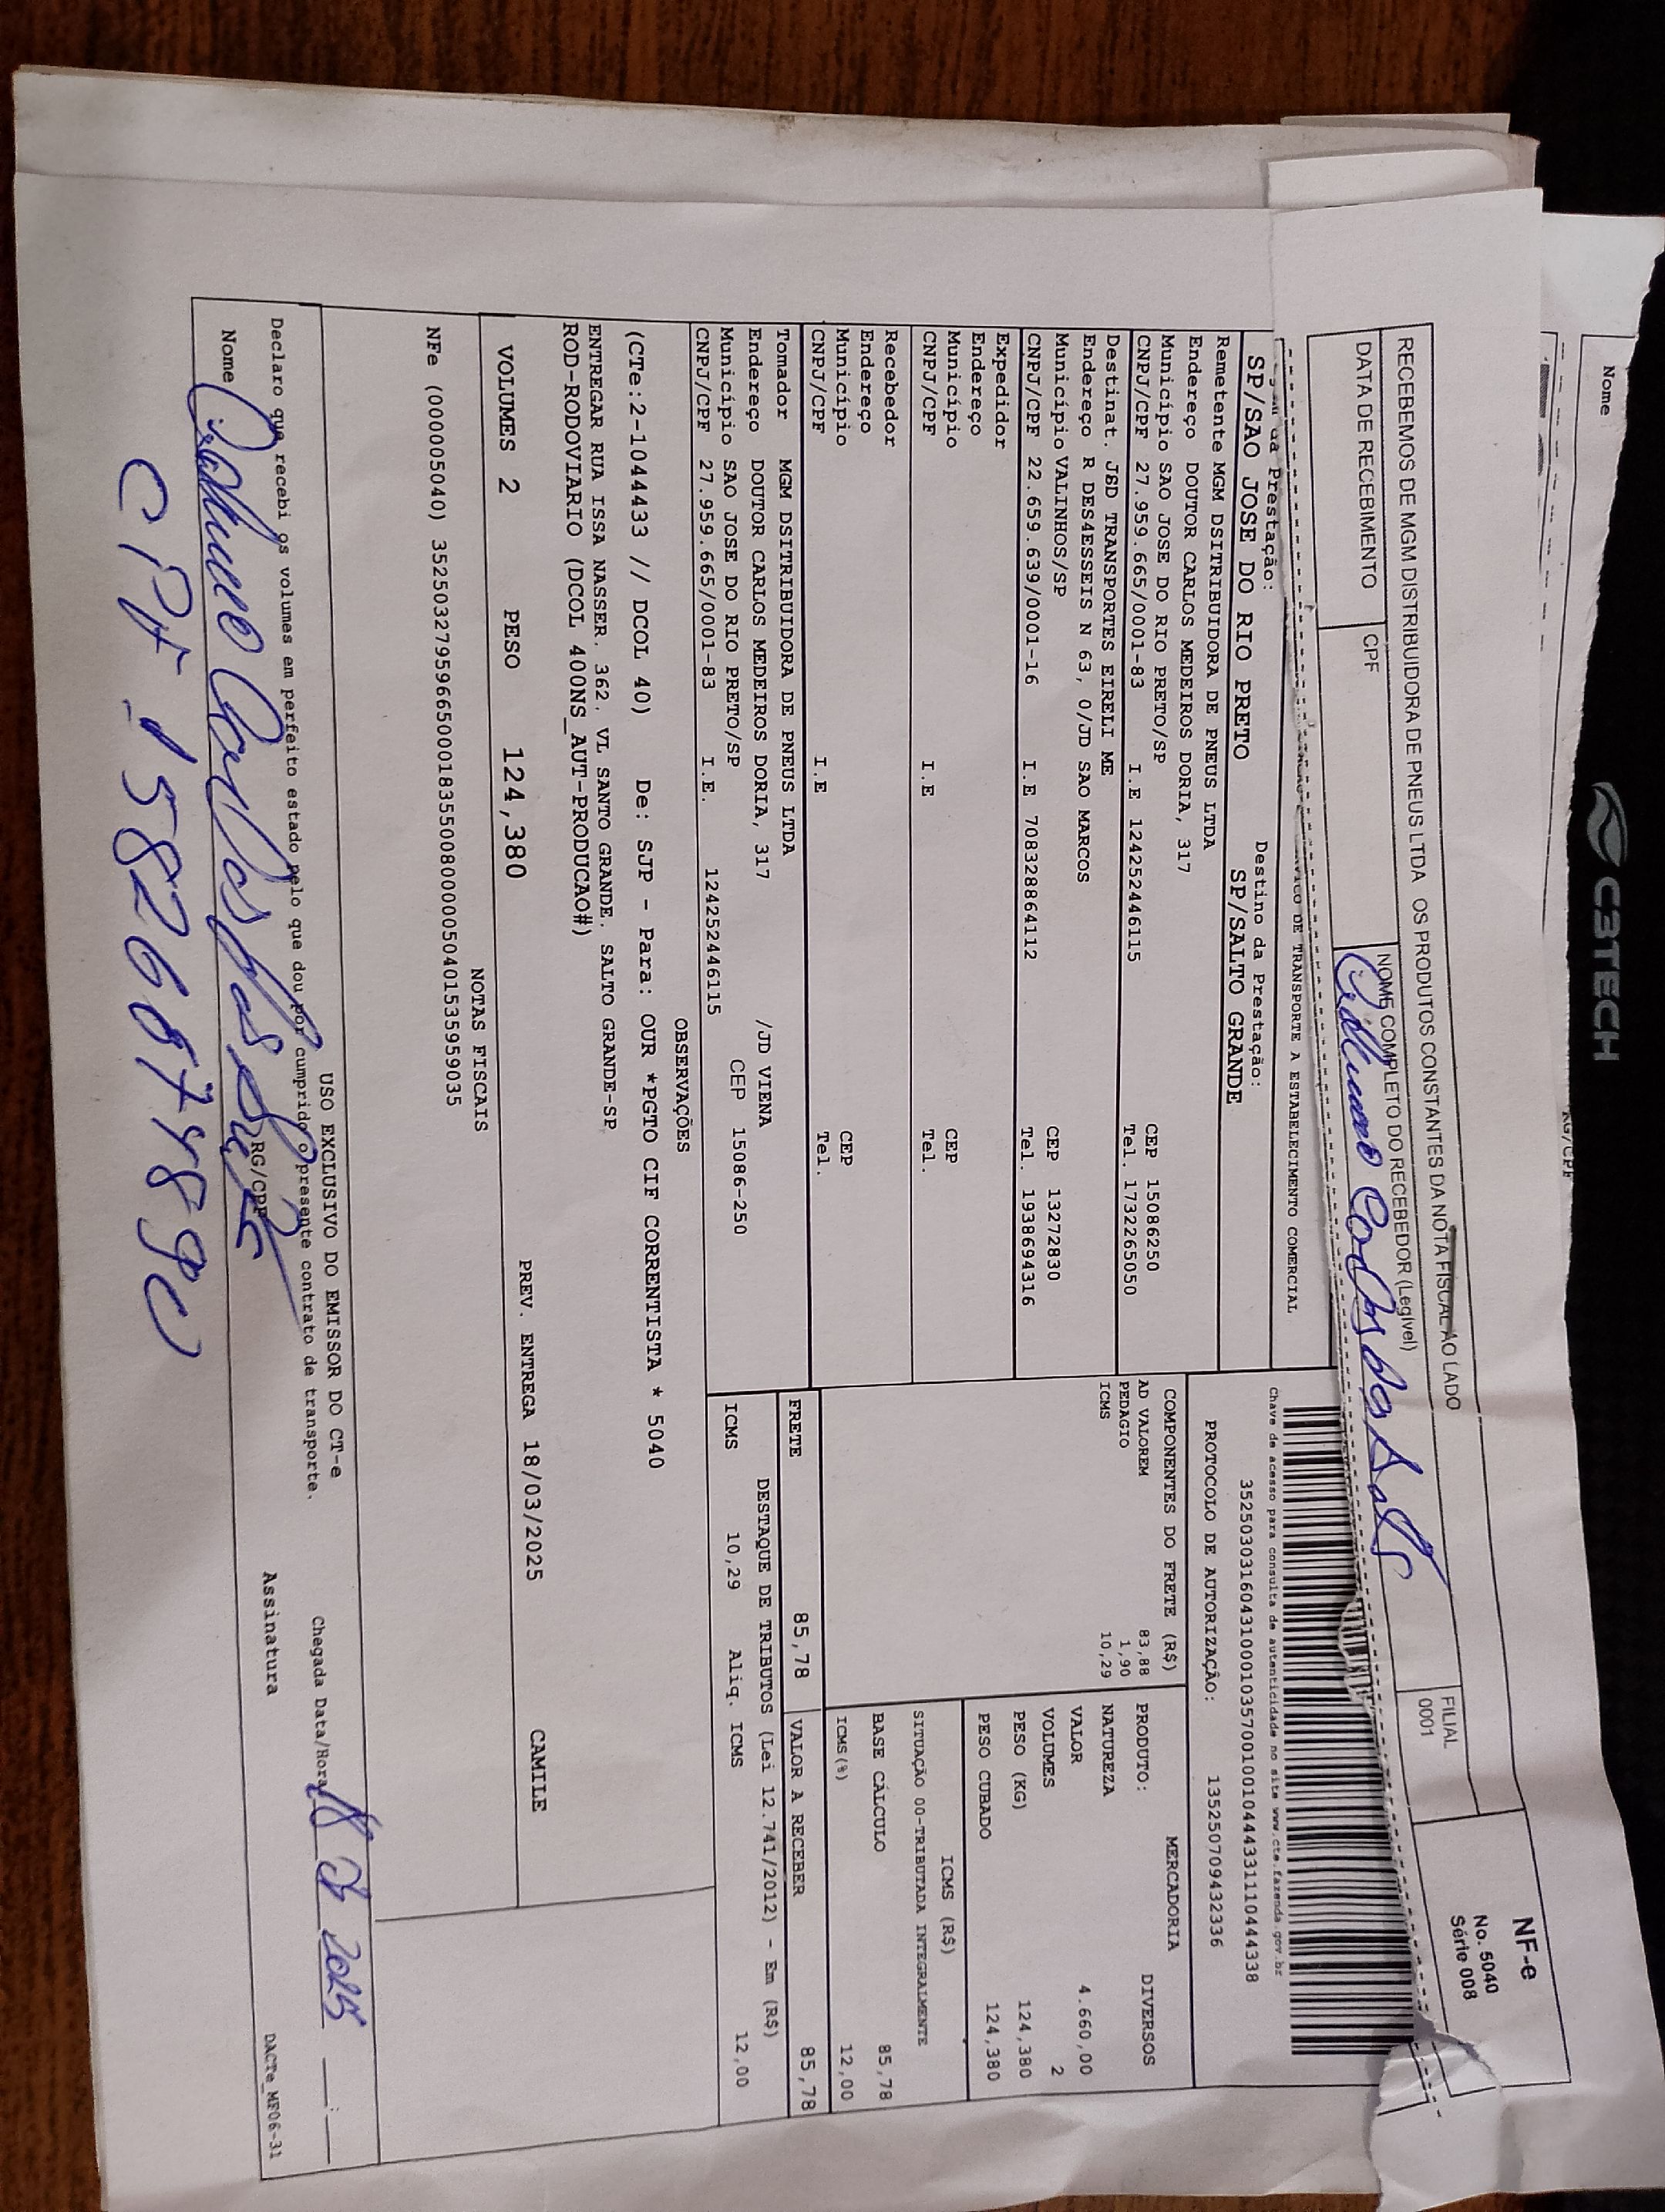 Nome
RG/CPF
C3TECH
RECEBEMOS DE MGM DISTRIBUIDORA DE PNEUS LTDA OS PRODUTOS CONSTANTES DA NOTA FISCAL AO LADO
DATA DE RECEBIMENTO
CPF
NOME COMPLETO DO RECEBEDOR (Legível)
FILIAL
0001
NF-e
No. 5040
Série 008
da Prestação:
DE TRANSPORTE A ESTABELECIMENTO COMERCIAL
SP/SAO JOSE DO RIO PRETO
Destino da Prestação:
SP/SALTO GRANDE
Chave de acesso para consulta de autenticidade no site www.cte.fazenda.gov.br
35250303160431000103570010010444331110444338
PROTOCOLO DE AUTORIZAÇÃO: 135250709432336
Remetente MGM DSITRIBUIDORA DE PNEUS LTDA
Endereço DOUTOR CARLOS MEDEIROS DORIA, 317
Município SAO JOSE DO RIO PRETO/SP CEP 15086250
CNPJ/CPF 27.959.665/0001-83 I.E 124252446115 Tel. 1732265050
Destinat. J&D TRANSPORTES EIRELI ME
Endereço R DES4ESSEIS N 63, 0/JD SAO MARCOS
Município VALINHOS/SP CEP 13272830
CNPJ/CPF 22.659.639/0001-16 I.E 708328864112 Tel. 1938694316
Expedidor
Endereço
Município CEP
CNPJ/CPF I.E Tel.
Recebedor
Endereço
Município CEP
CNPJ/CPF I.E Tel.
Tomador MGM DSITRIBUIDORA DE PNEUS LTDA
Endereço DOUTOR CARLOS MEDEIROS DORIA, 317 /JD VIENA
Município SAO JOSE DO RIO PRETO/SP CEP 15086-250
CNPJ/CPF 27.959.665/0001-83 I.E. 124252446115
COMPONENTES DO FRETE (R$)
AD VALOREM 83,88
PEDAGIO 1,90
ICMS 10,29
MERCADORIA
PRODUTO: DIVERSOS
NATUREZA
VALOR 4.660,00
VOLUMES 2
PESO (KG) 124,380
PESO CUBADO 124,380
ICMS (R$)
SITUAÇÃO 00-TRIBUTADA INTEGRALMENTE
BASE CÁLCULO 85,78
ICMS(%) 12,00
FRETE 85,78
VALOR A RECEBER 85,78
DESTAQUE DE TRIBUTOS (Lei 12.741/2012) - Em (R$)
ICMS 10,29 Aliq. ICMS 12,00
OBSERVAÇÕES
(CTe:2-1044433 // DCOL 40) De: SJP - Para: OUR *PGTO CIF CORRENTISTA * 5040
ENTREGAR RUA ISSA NASSER. 362. VL SANTO GRANDE. SALTO GRANDE-SP
ROD-RODOVIARIO (DCOL 400NS_AUT-PRODUCAO#)
VOLUMES 2 PESO 124,380 PREV. ENTREGA 18/03/2025 CAMILE
NOTAS FISCAIS
NFe (000005040) 35250327959665000183550080000050401535959035
USO EXCLUSIVO DO EMISSOR DO CT-e
Declaro que recebi os volumes em perfeito estado pelo que dou por cumprido o presente contrato de transporte.
Chegada Data/Hora 18 03 2025
Nome
RG/CPF
Assinatura
DACTe_MF06-31